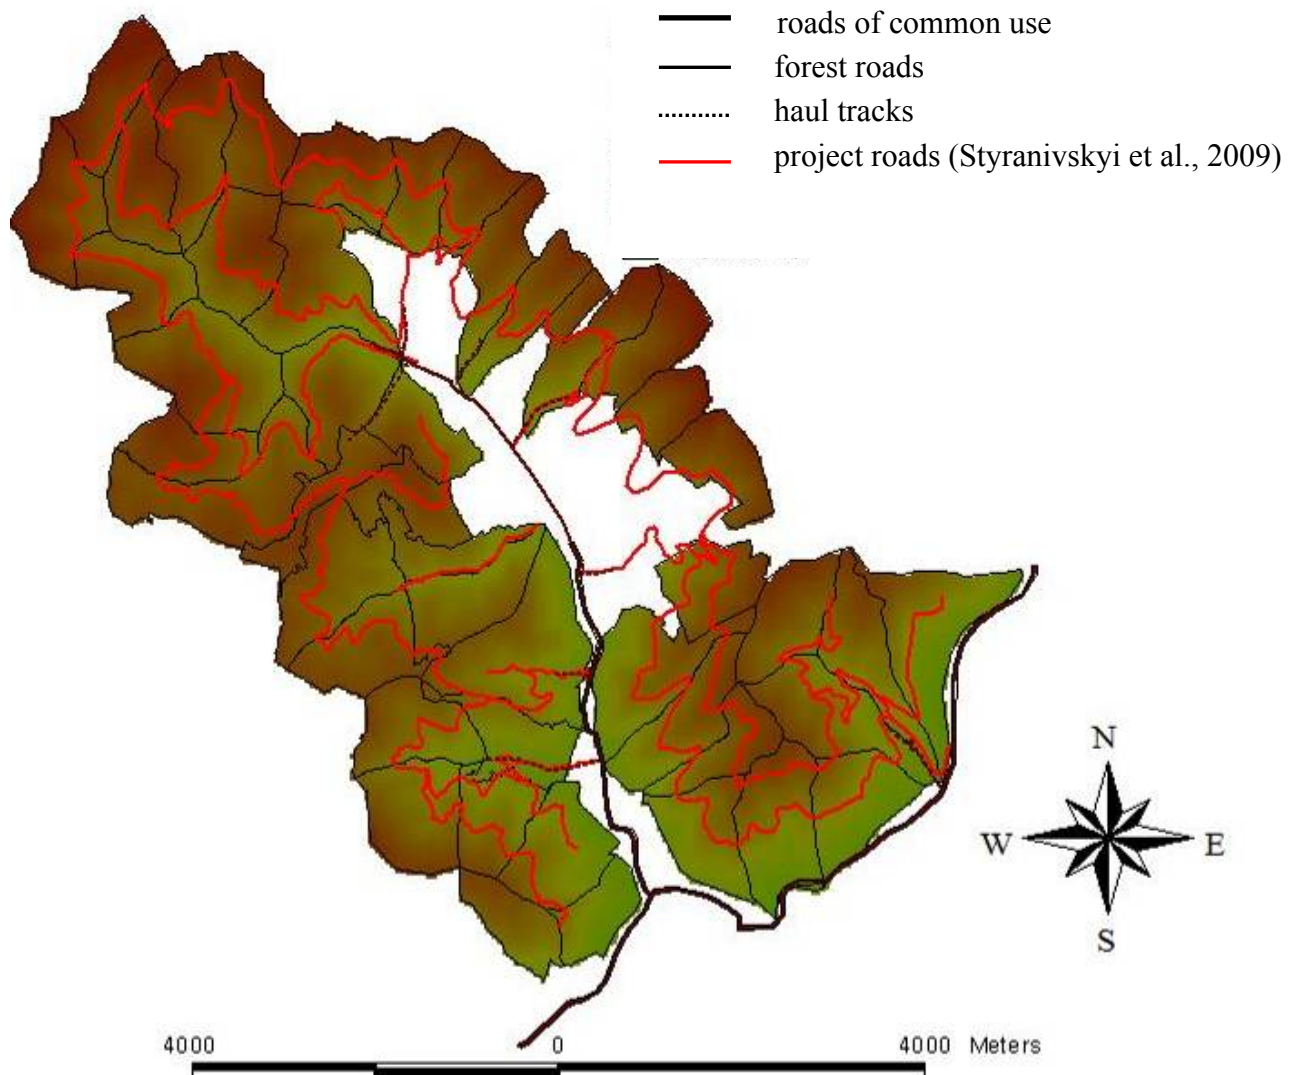 roads of common use
forest roads
haul tracks
project roads (Styranivskyi et al., 2009)
N
W
E
S
4000 0 4000 Meters